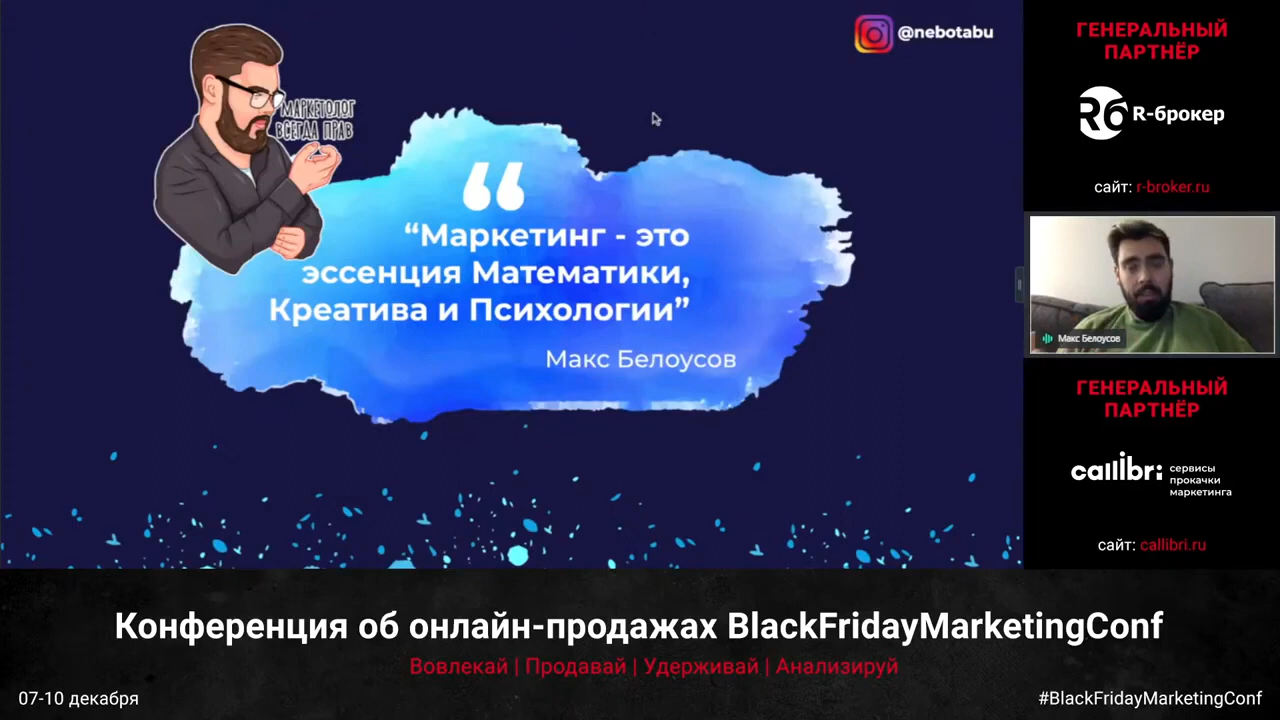 @nebotabu
МАРКЕТОЛОГ
ВСЕГДА ПРАВ
“Маркетинг - это
эссенция Математики,
Креатива и Психологии”
Макс Белоусов
ГЕНЕРАЛЬНЫЙ
ПАРТНЁР
R-брокер
сайт: r-broker.ru
Макс Белоусов
ГЕНЕРАЛЬНЫЙ
ПАРТНЁР
callibri
сервисы
прокачки
маркетинга
сайт: callibri.ru
Конференция об онлайн-продажах BlackFridayMarketingConf
Вовлекай | Продавай | Удерживай | Анализируй
07-10 декабря
#BlackFridayMarketingConf